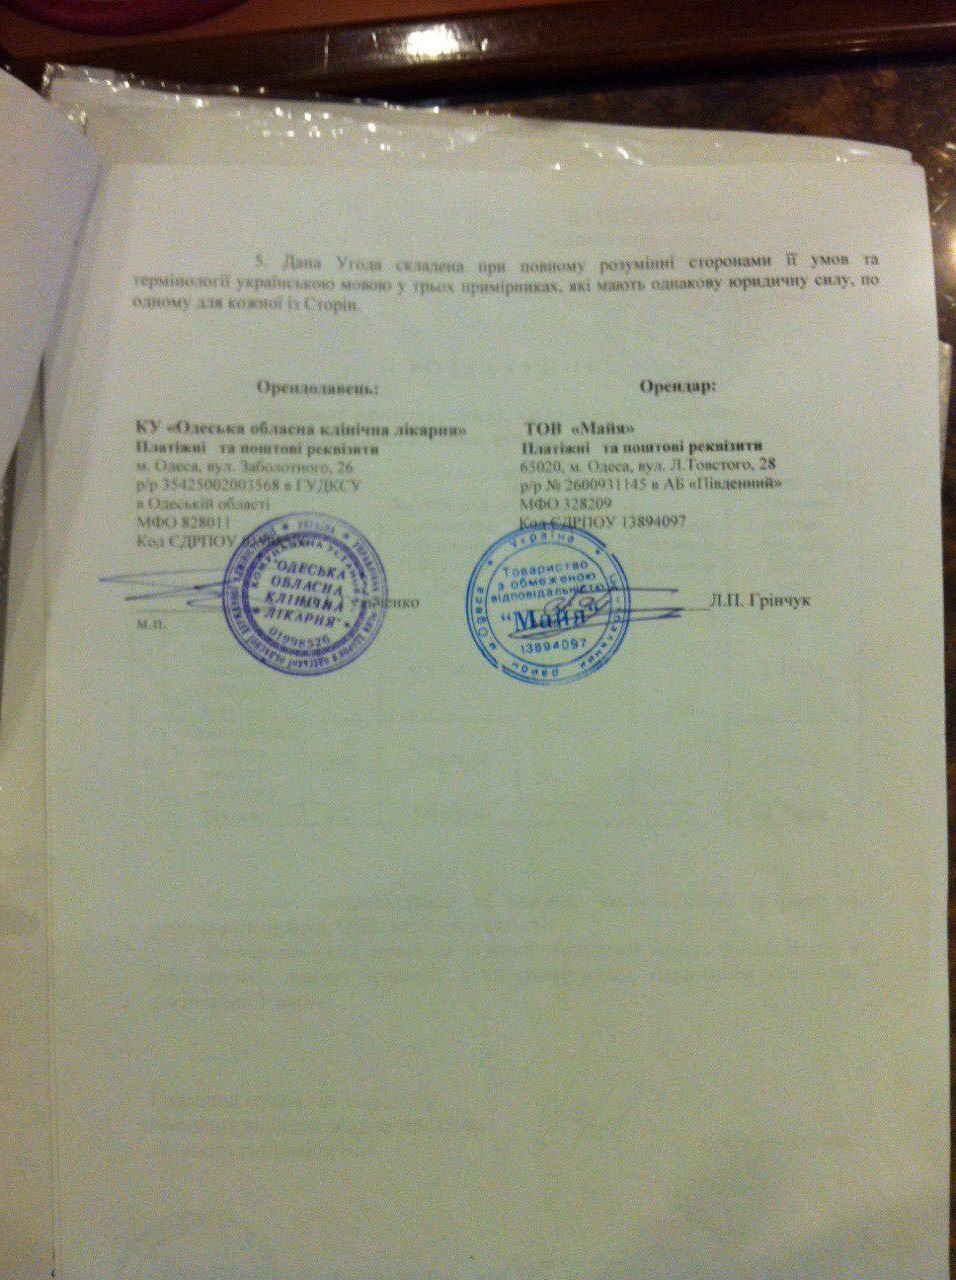 5. Дана Угода складена при повному розумінні сторонами її умов та
термінології українською мовою у трьох примірниках, які мають однакову юридичну силу, по
одному для кожної із Сторін.
Орендодавець:
КУ «Одеська обласна клінічна лікарня»
Платіжні та поштові реквізити
м. Одеса, вул. Заболотного, 26
р/р 35425002003568 в ГУДКСУ
в Одеській області
МФО 828011
Код ЄДРПОУ
м.п.
КОМУНАЛЬНА УСТАНОВА
"ОДЕСЬКА
ОБЛАСНА
КЛІНІЧНА
ЛІКАРНЯ"
01998526
Орендар:
ТОВ «Майя»
Платіжні та поштові реквізити
65020, м. Одеса, вул. Л.Товстого, 28
р/р № 2600931145 в АБ «Південний»
МФО 328209
Код ЄДРПОУ 13894097
Л.П. Грінчук
Україна
м.Одеса
район
Товариство
з обмеженою
відповідальністю
"Майя"
13894097